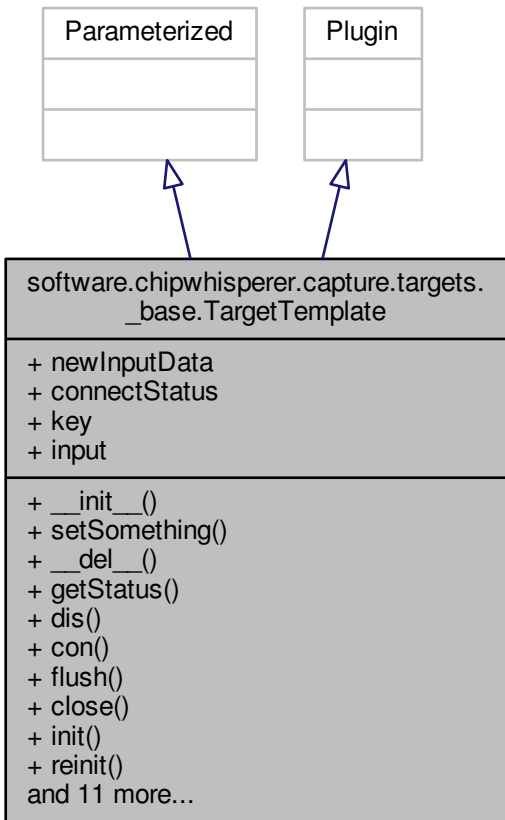 Parameterized
Plugin
software.chipwhisperer.capture.targets.
_base.TargetTemplate
+ newInputData
+ connectStatus
+ key
+ input
+ __init__()
+ setSomething()
+ __del__()
+ getStatus()
+ dis()
+ con()
+ flush()
+ close()
+ init()
+ reinit()
and 11 more...